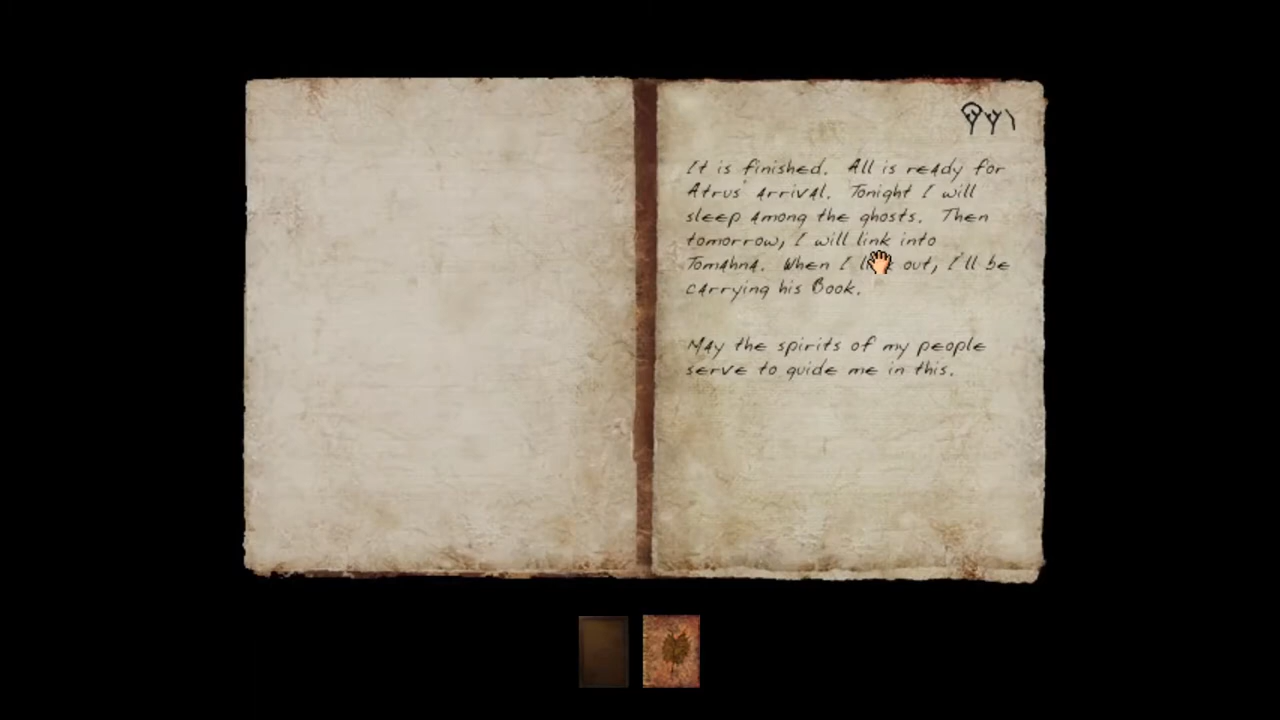 It is finished. All is ready for
Atrus' arrival. Tonight I will
sleep among the ghosts. Then
tomorrow, I will link into
Tomahna. When I out, I'll be
carrying his Book.
May the spirits of my people
serve to guide me in this.